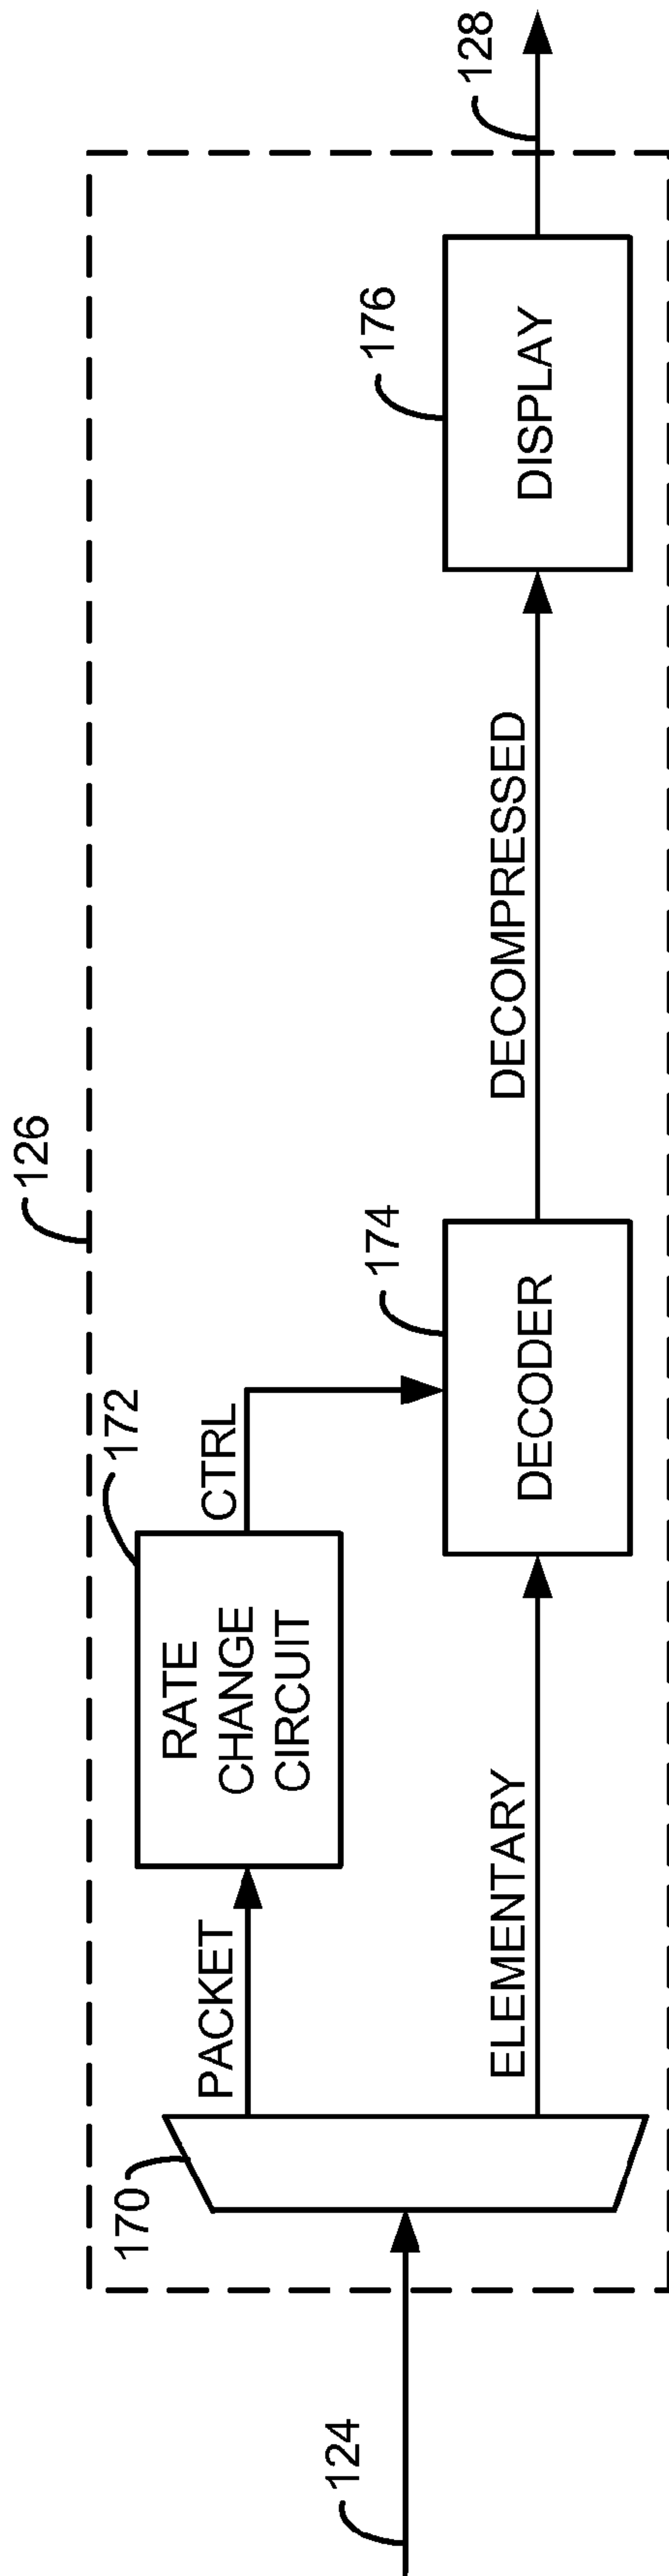 126
124
170
PACKET
172
RATE
CHANGE
CIRCUIT
CTRL
ELEMENTARY
174
DECODER
DECOMPRESSED
176
DISPLAY
128